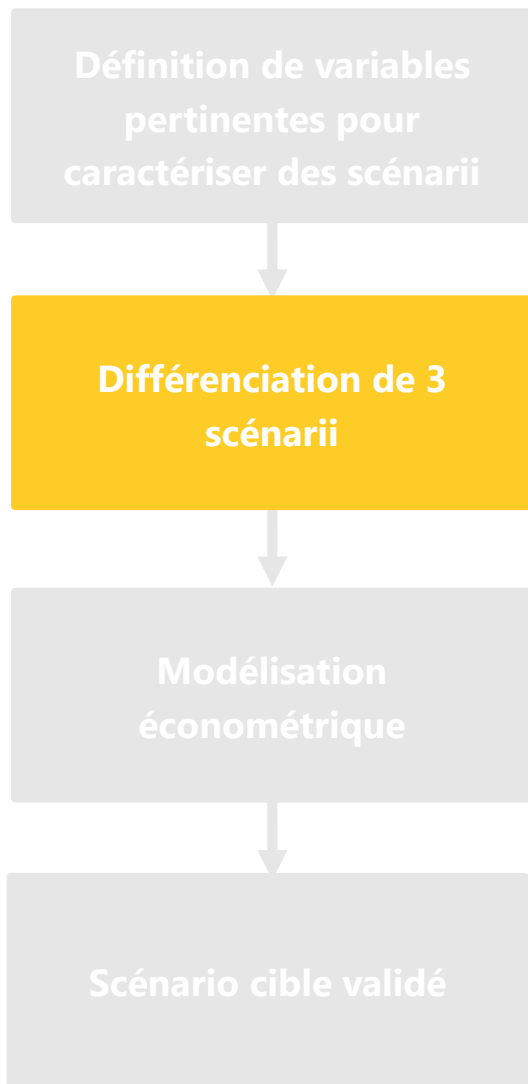 Définition de variables
pertinentes pour
caractériser des scénarii
Différenciation de 3
scénarii
Modélisation
économétrique
Scénario cible validé